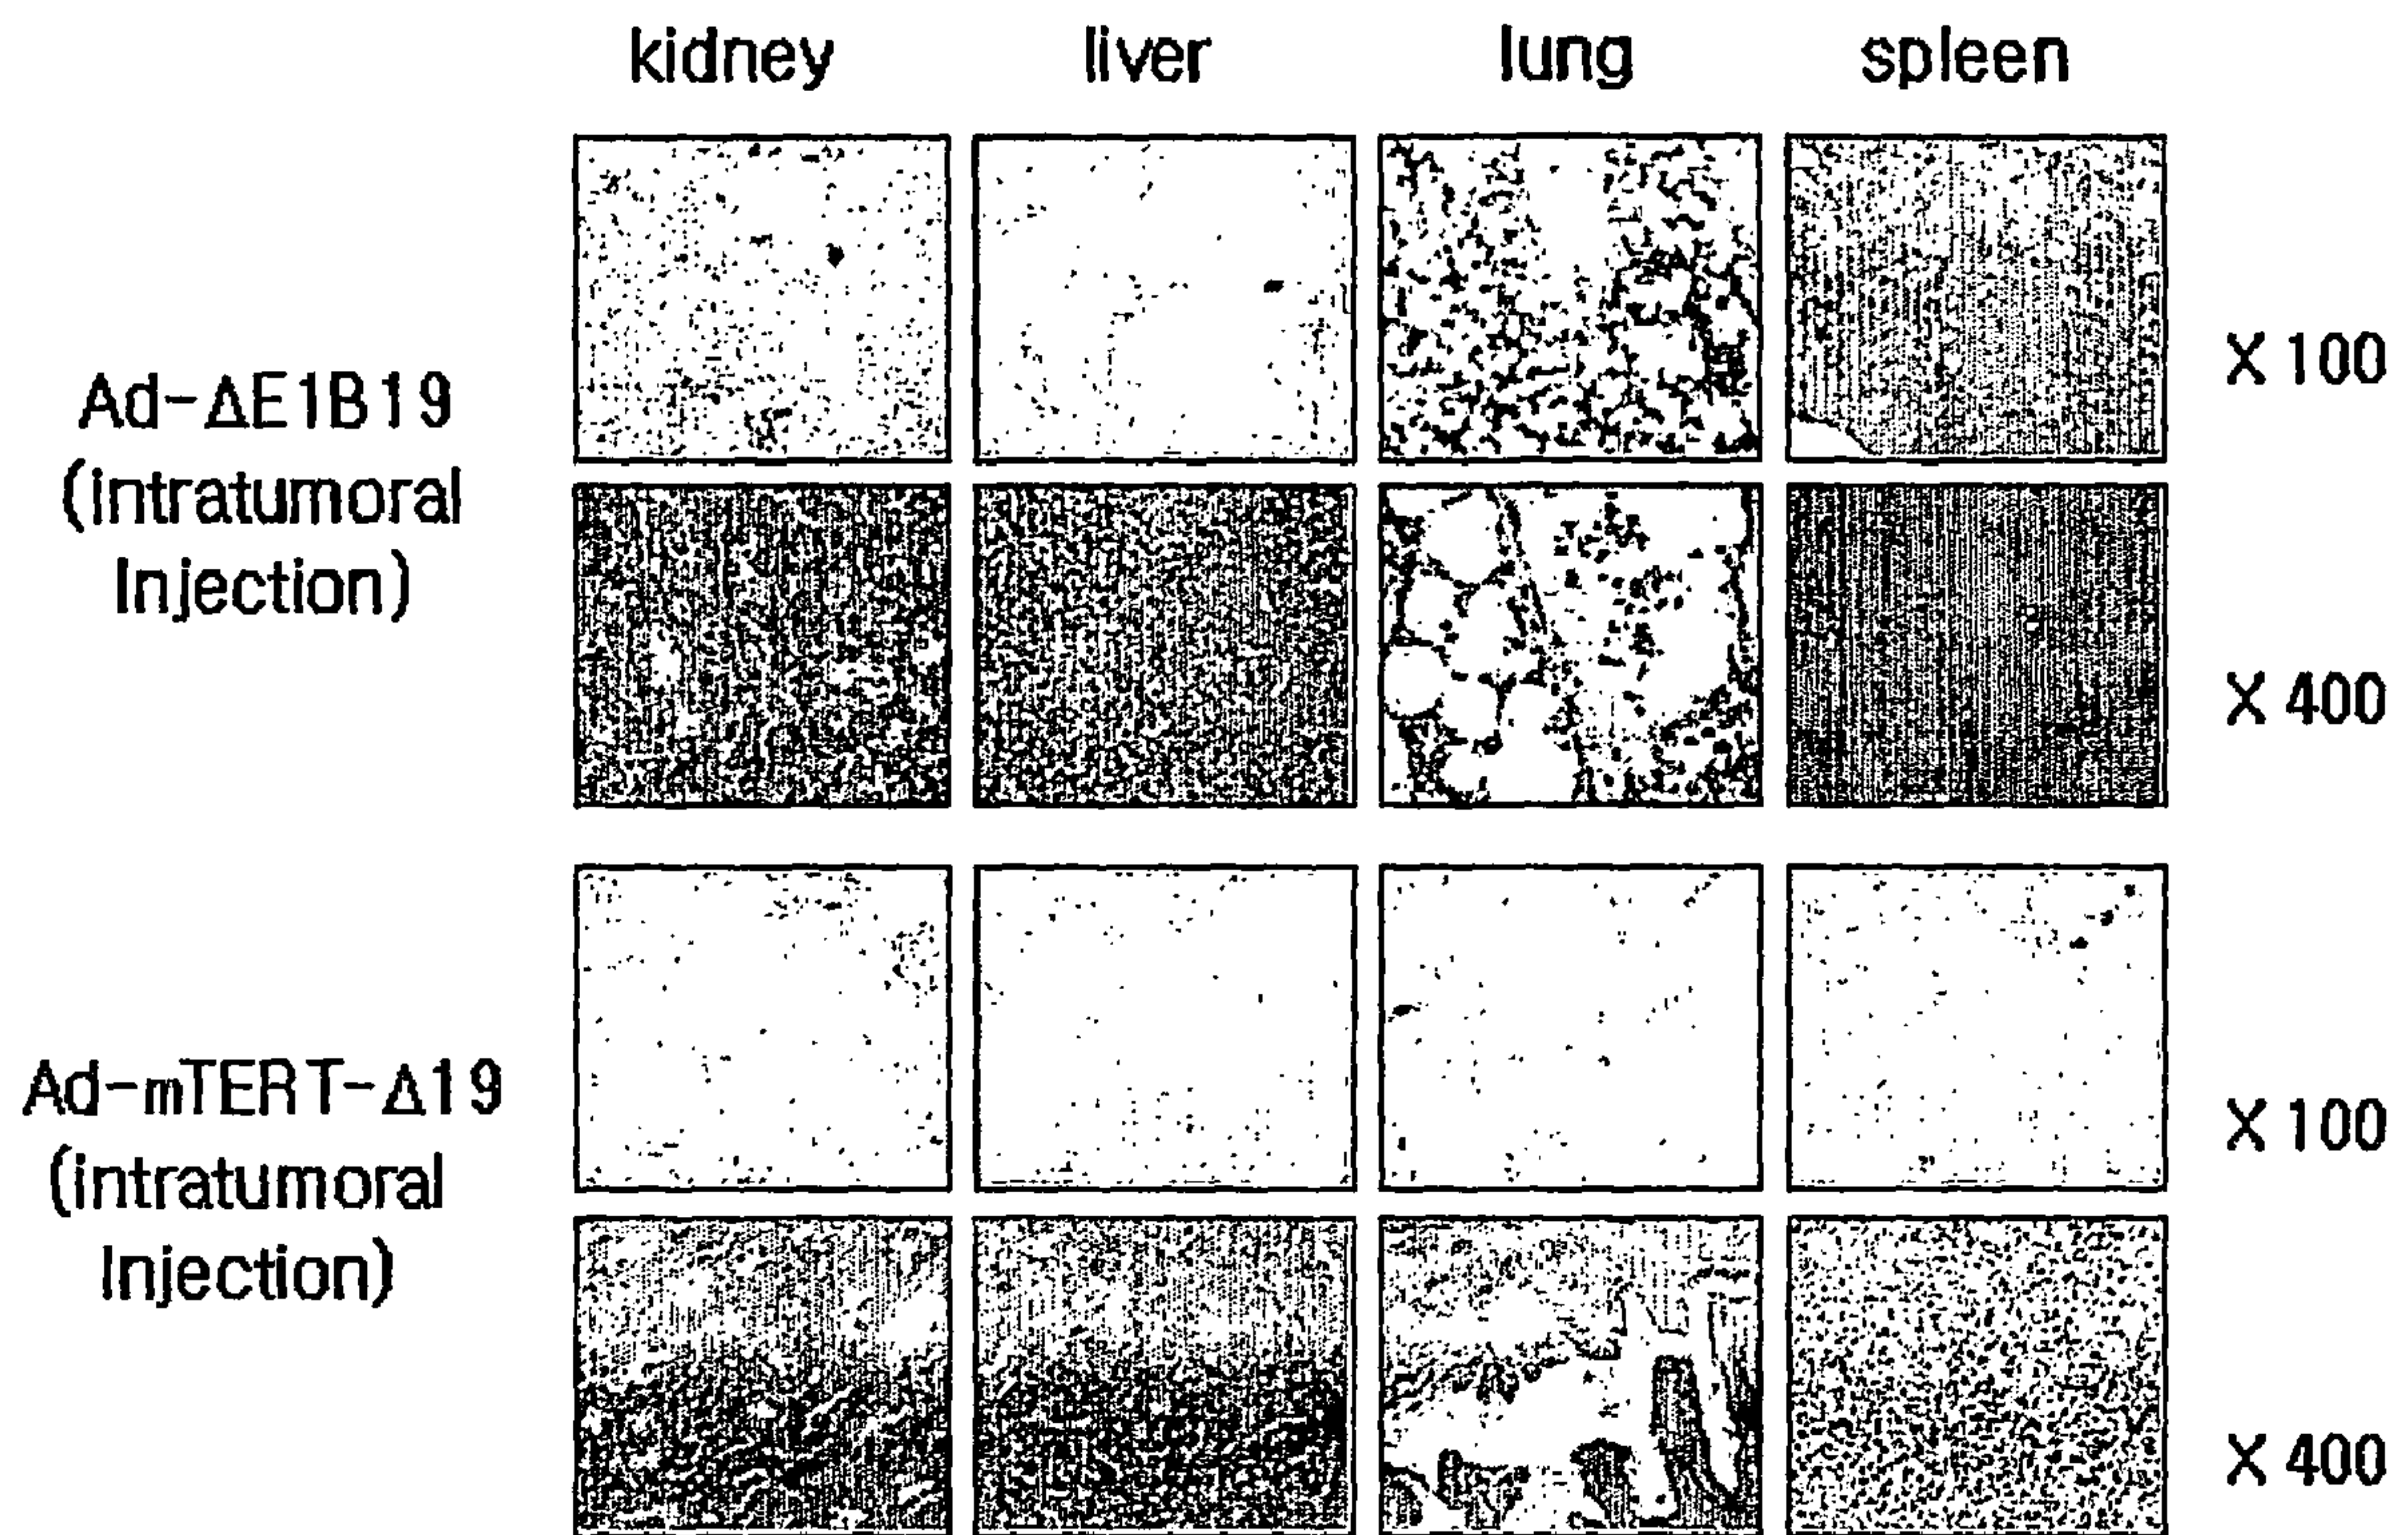 kidney liver lung spleen
Ad-ΔE1B19
(intratumoral
Injection)
X 100
X 400
Ad-mTERT-Δ19
(intratumoral
Injection)
X 100
X 400